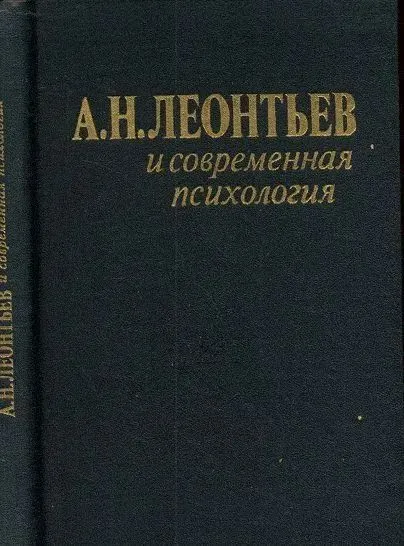 А.Н.ЛЕОНТЬЕВ
и современная
психология
А.Н.ЛЕОНТЬЕВ и современная психология